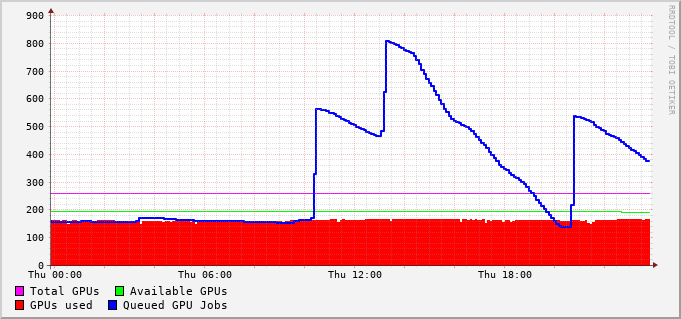 900
800
700
600
500
400
300
200
100
0
Thu 00:00 Thu 06:00 Thu 12:00 Thu 18:00
Total GPUs Available GPUs
GPUs used Queued GPU Jobs
RRDTOOL / TOBI OETIKER